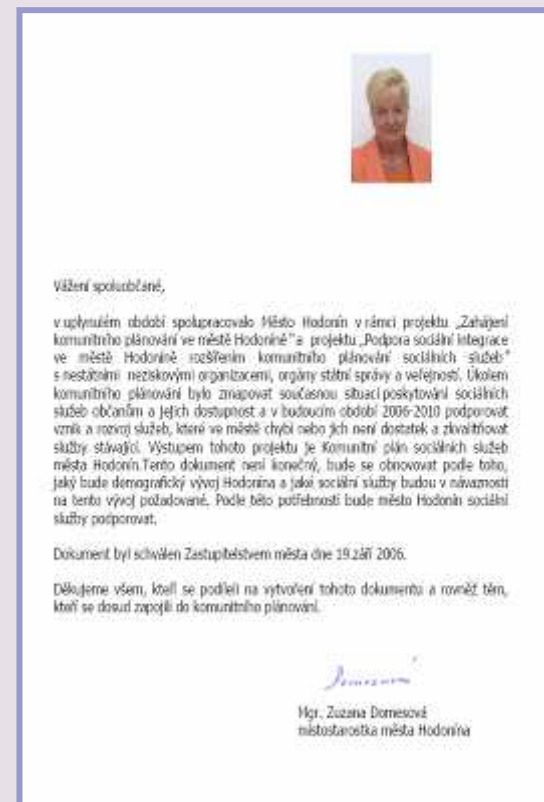 Vážení spoluobčané,
v uplynulém období spolupracovalo Město Hodonín v rámci projektu „Zahájení
komunitního plánování ve městě Hodoníně" a projektu „Podpora sociální integrace
ve městě Hodoníně rozšířením komunitního plánování sociálních služeb"
s nestátními neziskovými organizacemi, orgány státní správy a veřejností. Úkolem
komunitního plánování bylo zmapovat současnou situaci poskytování sociálních
služeb občanům a jejich dostupnost a v budoucím období 2006-2010 podporovat
vznik a rozvoj služeb, které ve městě chybí nebo jich není dostatek a zkvalitňovat
služby stávající. Výstupem tohoto projektu je Komunitní plán sociálních služeb
města Hodonín.Tento dokument není konečný, bude se obnovovat podle toho,
jaký bude demografický vývoj Hodonína a jaké sociální služby budou v návaznosti
na tento vývoj požadované. Podle této potřebnosti bude město Hodonín sociální
služby podporovat.
Dokument byl schválen Zastupitelstvem města dne 19.září 2006.
Děkujeme všem, kteří se podíleli na vytvoření tohoto dokumentu a rovněž těm,
kteří se dosud zapojili do komunitního plánování.
Domesová
Mgr. Zuzana Domesová
místostarostka města Hodonína